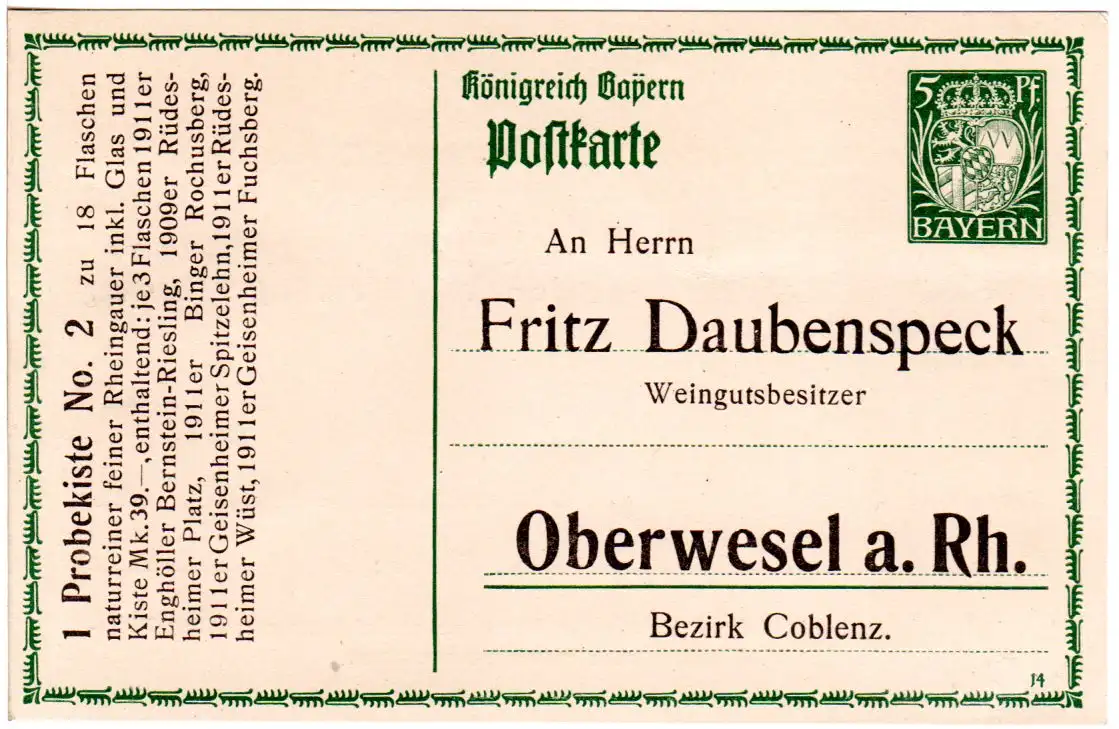 1 Probekiste No. 2 zu 18 Flaschen
naturreiner feiner Rheingauer inkl. Glas und
Kiste Mk. 39.—, enthaltend: je 3 Flaschen 1911er
Enghöller Bernstein-Riesling, 1909er Rüdes-
heimer Platz, 1911er Binger Rochusberg,
1911er Geisenheimer Spitzelehn, 1911er Rüdes-
heimer Wüst, 1911er Geisenheimer Fuchsberg.
Königreich Bayern
Postkarte
5 Pf.
BAYERN
An Herrn
Fritz Daubenspeck
Weingutsbesitzer
Oberwesel a. Rh.
Bezirk Coblenz.
14